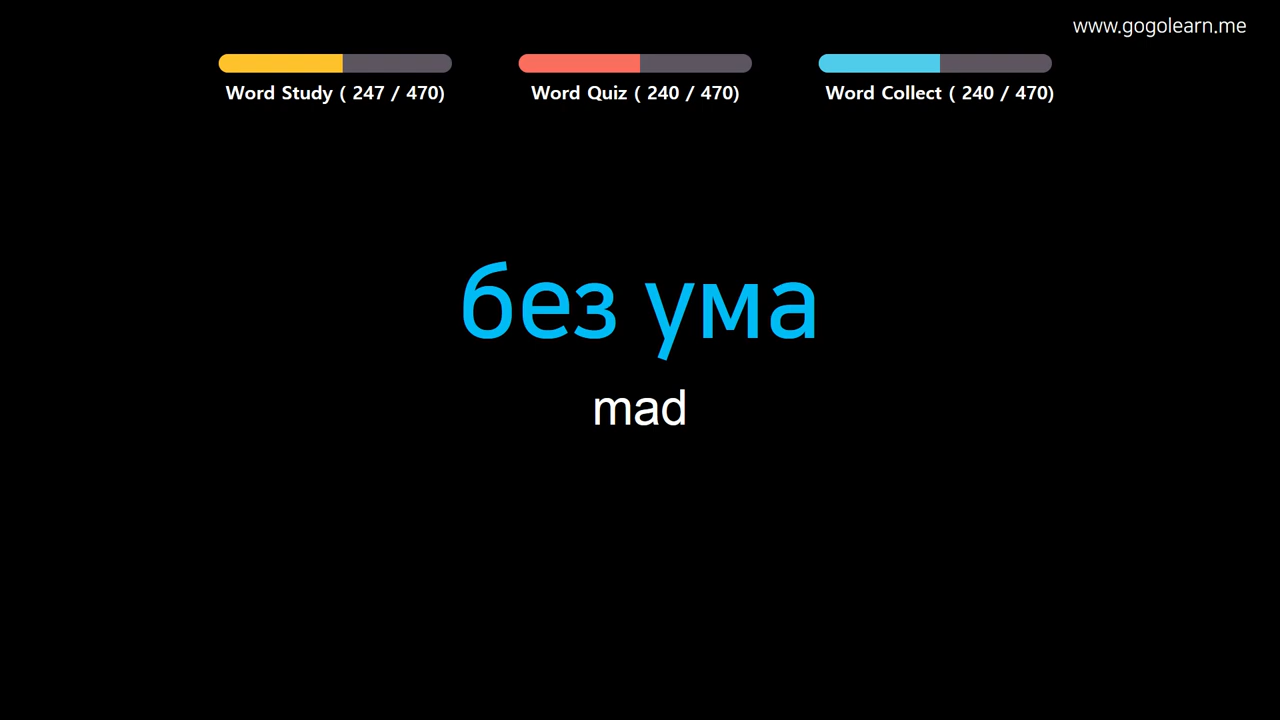 www.gogolearn.me
Word Study ( 247 / 470)
Word Quiz ( 240 / 470)
Word Collect ( 240 / 470)
без ума
mad